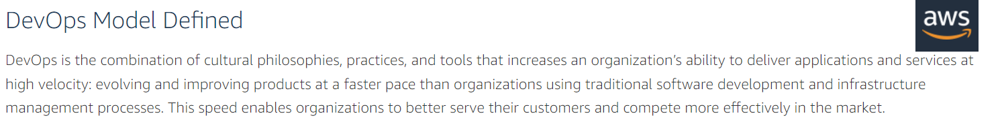 DevOps Model Defined
aws
DevOps is the combination of cultural philosophies, practices, and tools that increases an organization’s ability to deliver applications and services at
high velocity: evolving and improving products at a faster pace than organizations using traditional software development and infrastructure
management processes. This speed enables organizations to better serve their customers and compete more effectively in the market.